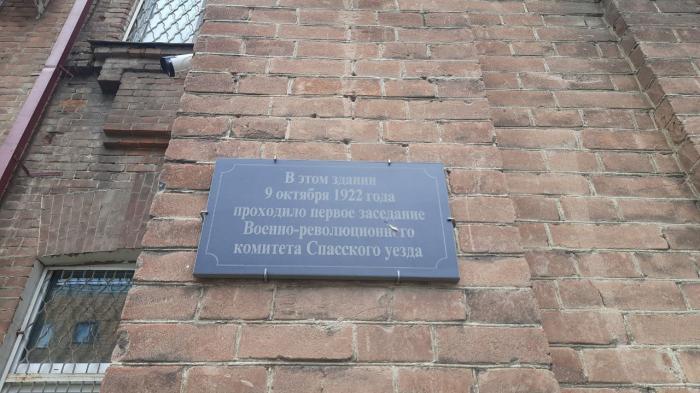 В этом здании
9 октября 1922 года
проходило первое заседание
Военно-революционного
комитета Спасского уезда